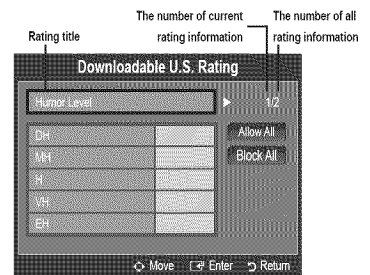 The number of current
rating information
The number of all
rating information
Rating title
Downloadable U.S. Rating
Humor Level
1/2
DH
MH
H
VH
EH
Allow All
Block All
Move
Enter
Return